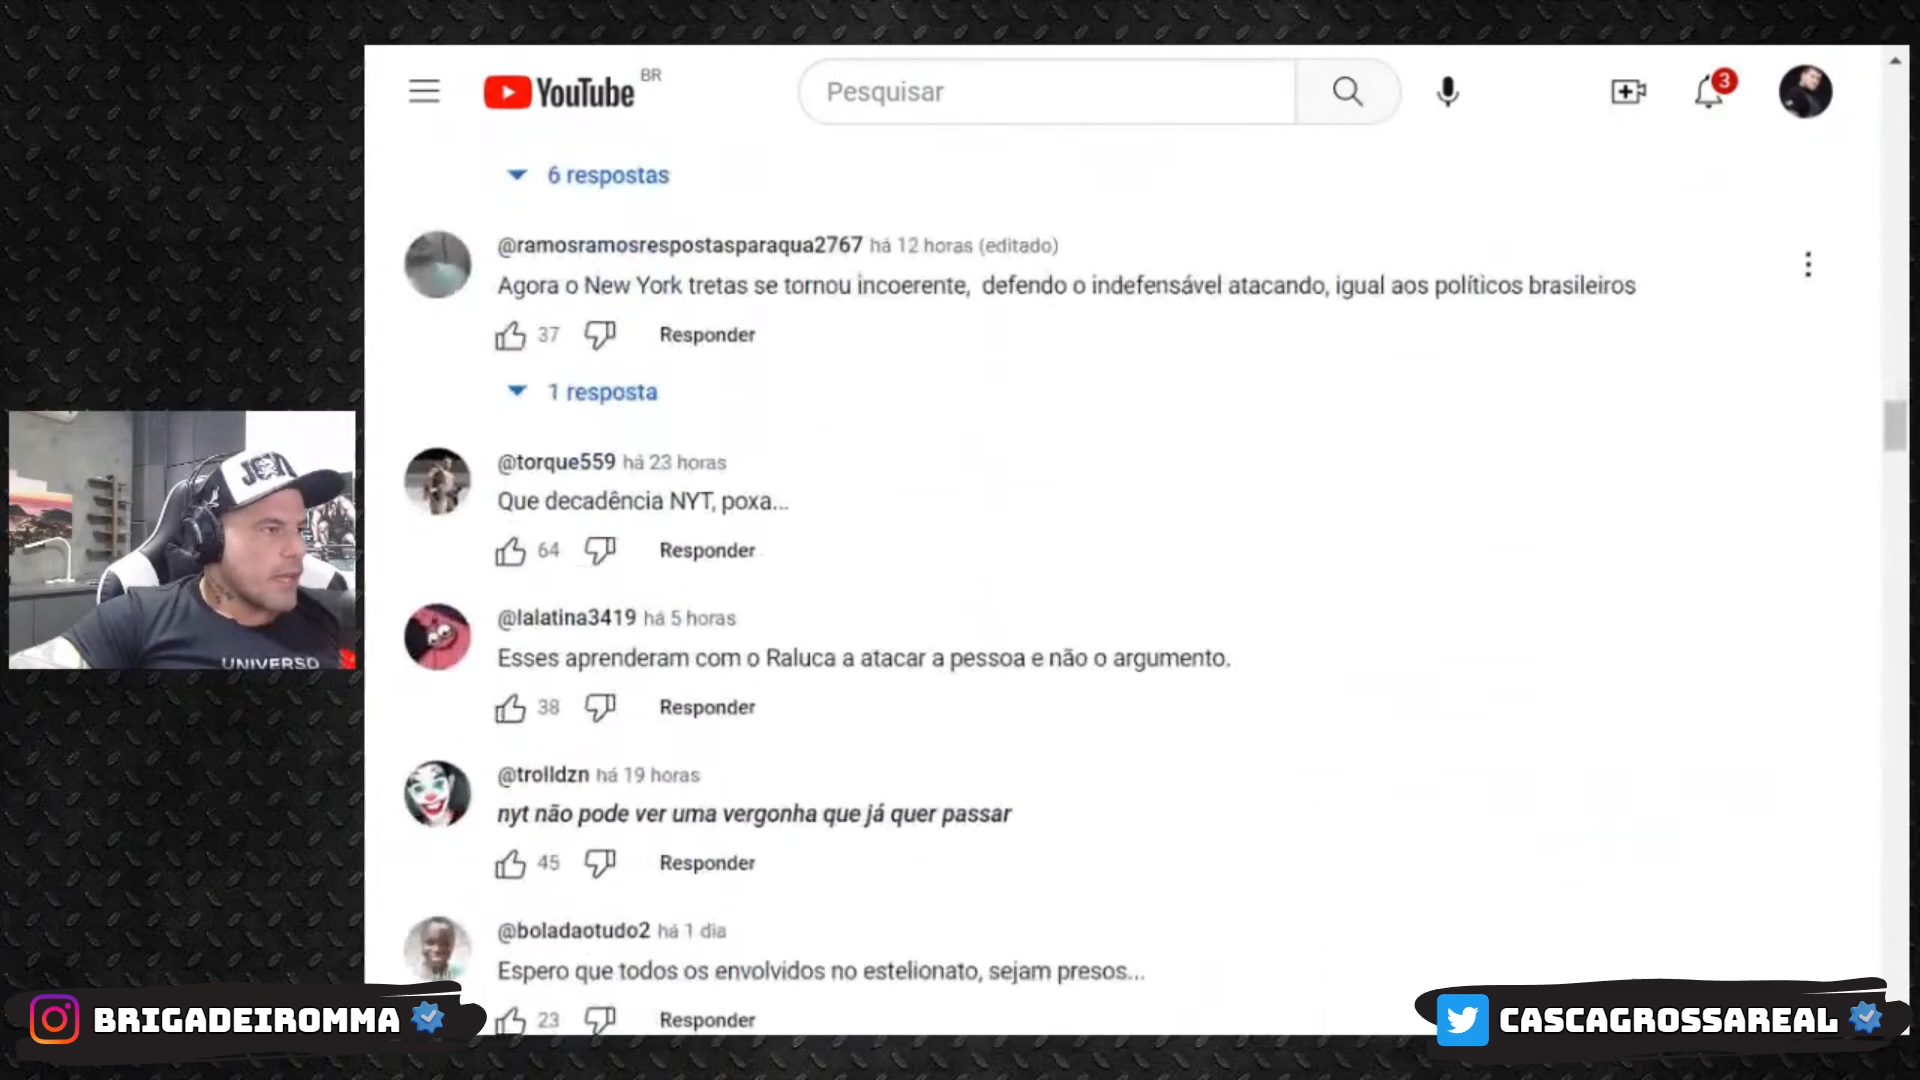 YouTube BR
Pesquisar
3
6 respostas
@ramosramosrespostasparaqua2767 há 12 horas (editado)
Agora o New York tretas se tornou incoerente, defendo o indefensável atacando, igual aos políticos brasileiros
37 Responder
1 resposta
@torque559 há 23 horas
Que decadência NYT, poxa...
64 Responder
@lalatina3419 há 5 horas
Esses aprenderam com o Raluca a atacar a pessoa e não o argumento.
38 Responder
@trolldzn há 19 horas
nyt não pode ver uma vergonha que já quer passar
45 Responder
@boladaotudo2 há 1 dia
Espero que todos os envolvidos no estelionato, sejam presos...
23 Responder
UNIVERSO
BRIGADEIROMMA
CASCAGROSSAREAL